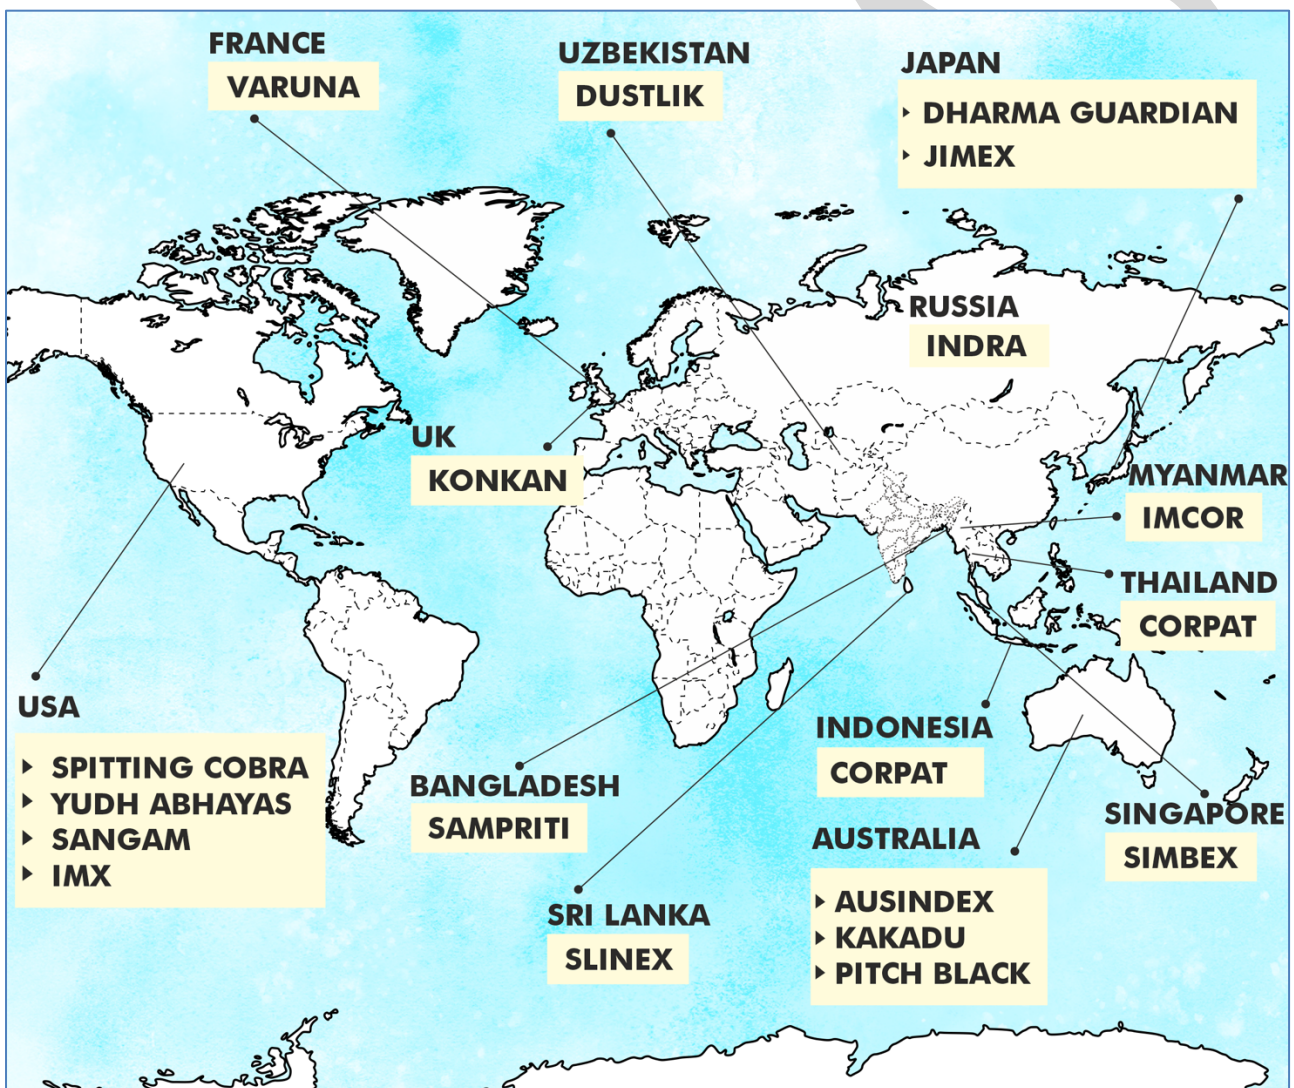 FRANCE
VARUNA
UZBEKISTAN
DUSTLIK
JAPAN
DHARMA GUARDIAN
JIMEX
RUSSIA
INDRA
UK
KONKAN
MYANMAR
IMCOR
THAILAND
CORPAT
USA
SPITTING COBRA
YUDH ABHAYAS
SANGAM
IMX
BANGLADESH
SAMPRITI
INDONESIA
CORPAT
SINGAPORE
SIMBEX
AUSTRALIA
AUSINDEX
KAKADU
PITCH BLACK
SRI LANKA
SLINEX